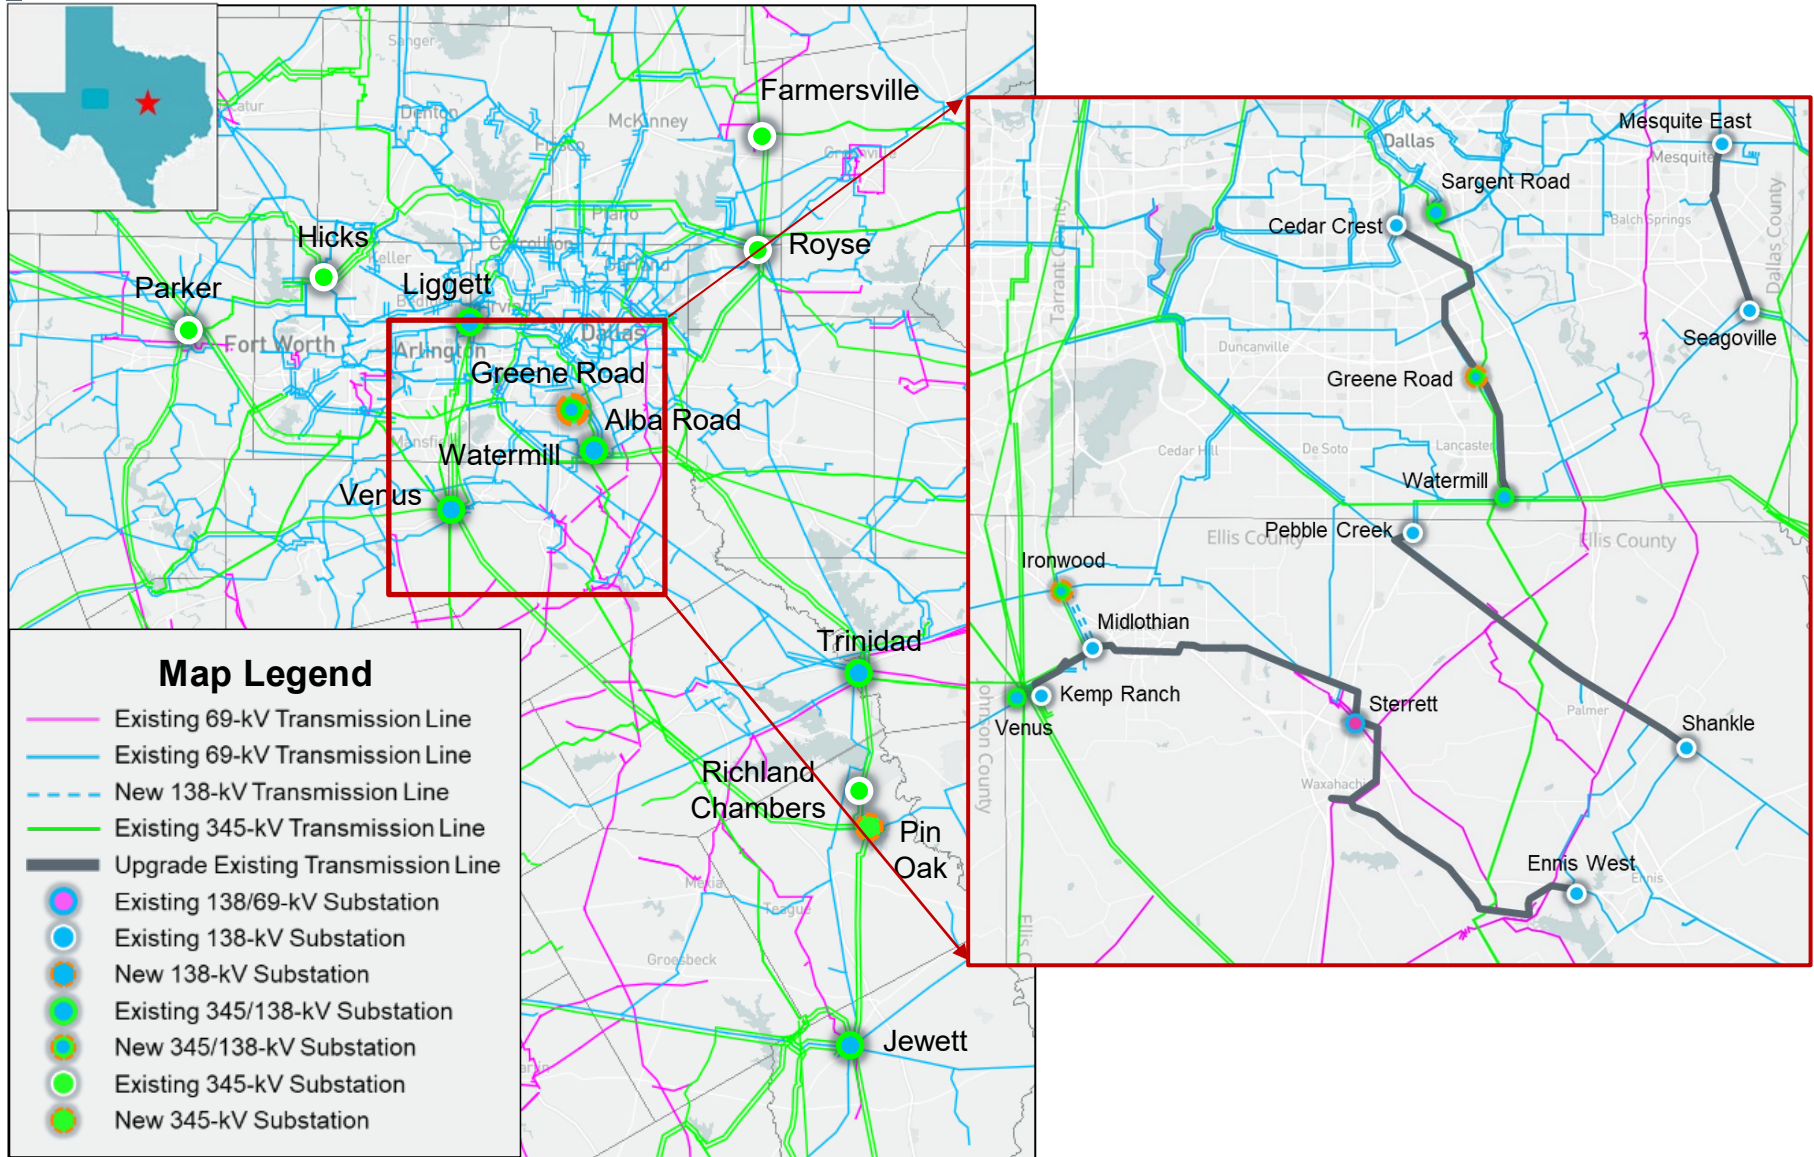 Sanger
Farmersville
Denton
McKinney
Frisco
Plano
Hicks
Keller
Carrollton
Garland
Royse
Parker
Liggett
Irving
Fort Worth
Arlington
Dallas
Greene Road
Alba Road
Mansfield
Watermill
Venus
Trinidad
Richland
Chambers
Pin
Oak
Mexia
Teague
Groesbeck
Jewett
Map Legend
Existing 69-kV Transmission Line
Existing 69-kV Transmission Line
New 138-kV Transmission Line
Existing 345-kV Transmission Line
Upgrade Existing Transmission Line
Existing 138/69-kV Substation
Existing 138-kV Substation
New 138-kV Substation
Existing 345/138-kV Substation
New 345/138-kV Substation
Existing 345-kV Substation
New 345-kV Substation
Mesquite East
Dallas
Mesquite
Sargent Road
Cedar Crest
Balch Springs
Tarrant County
Dallas County
Seagoville
Duncanville
Greene Road
Cedar Hill
De Soto
Lancaster
Watermill
Pebble Creek
Ellis County
Ellis County
Ironwood
Midlothian
Kemp Ranch
Sterrett
Venus
Johnson County
Palmer
Shankle
Waxahachie
Ennis West
Ennis